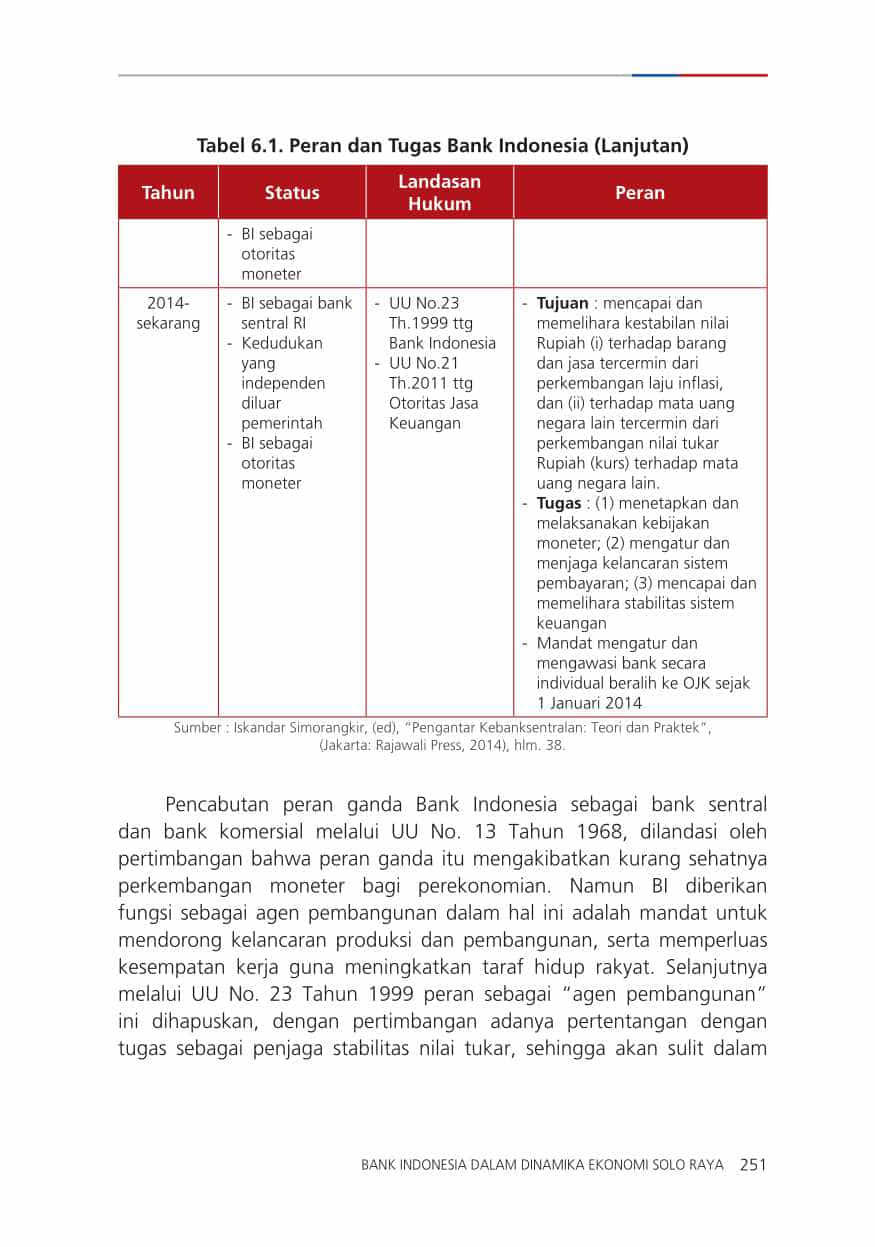 Tabel 6.1. Peran dan Tugas Bank Indonesia (Lanjutan)
Tahun
Status
Landasan
Hukum
Peran
- BI sebagai
otoritas
moneter
2014-
sekarang
- BI sebagai bank
sentral RI
- Kedudukan
yang
independen
diluar
pemerintah
- BI sebagai
otoritas
moneter
- UU No.23
Th.1999 ttg
Bank Indonesia
- UU No.21
Th.2011 ttg
Otoritas Jasa
Keuangan
- Tujuan : mencapai dan
memelihara kestabilan nilai
Rupiah (i) terhadap barang
dan jasa tercermin dari
perkembangan laju inflasi,
dan (ii) terhadap mata uang
negara lain tercermin dari
perkembangan nilai tukar
Rupiah (kurs) terhadap mata
uang negara lain.
- Tugas : (1) menetapkan dan
melaksanakan kebijakan
moneter; (2) mengatur dan
menjaga kelancaran sistem
pembayaran; (3) mencapai dan
memelihara stabilitas sistem
keuangan
- Mandat mengatur dan
mengawasi bank secara
individual beralih ke OJK sejak
1 Januari 2014
Sumber : Iskandar Simorangkir, (ed), “Pengantar Kebanksentralan: Teori dan Praktek”,
(Jakarta: Rajawali Press, 2014), hlm. 38.
Pencabutan peran ganda Bank Indonesia sebagai bank sentral
dan bank komersial melalui UU No. 13 Tahun 1968, dilandasi oleh
pertimbangan bahwa peran ganda itu mengakibatkan kurang sehatnya
perkembangan moneter bagi perekonomian. Namun BI diberikan
fungsi sebagai agen pembangunan dalam hal ini adalah mandat untuk
mendorong kelancaran produksi dan pembangunan, serta memperluas
kesempatan kerja guna meningkatkan taraf hidup rakyat. Selanjutnya
melalui UU No. 23 Tahun 1999 peran sebagai “agen pembangunan”
ini dihapuskan, dengan pertimbangan adanya pertentangan dengan
tugas sebagai penjaga stabilitas nilai tukar, sehingga akan sulit dalam
BANK INDONESIA DALAM DINAMIKA EKONOMI SOLO RAYA 251